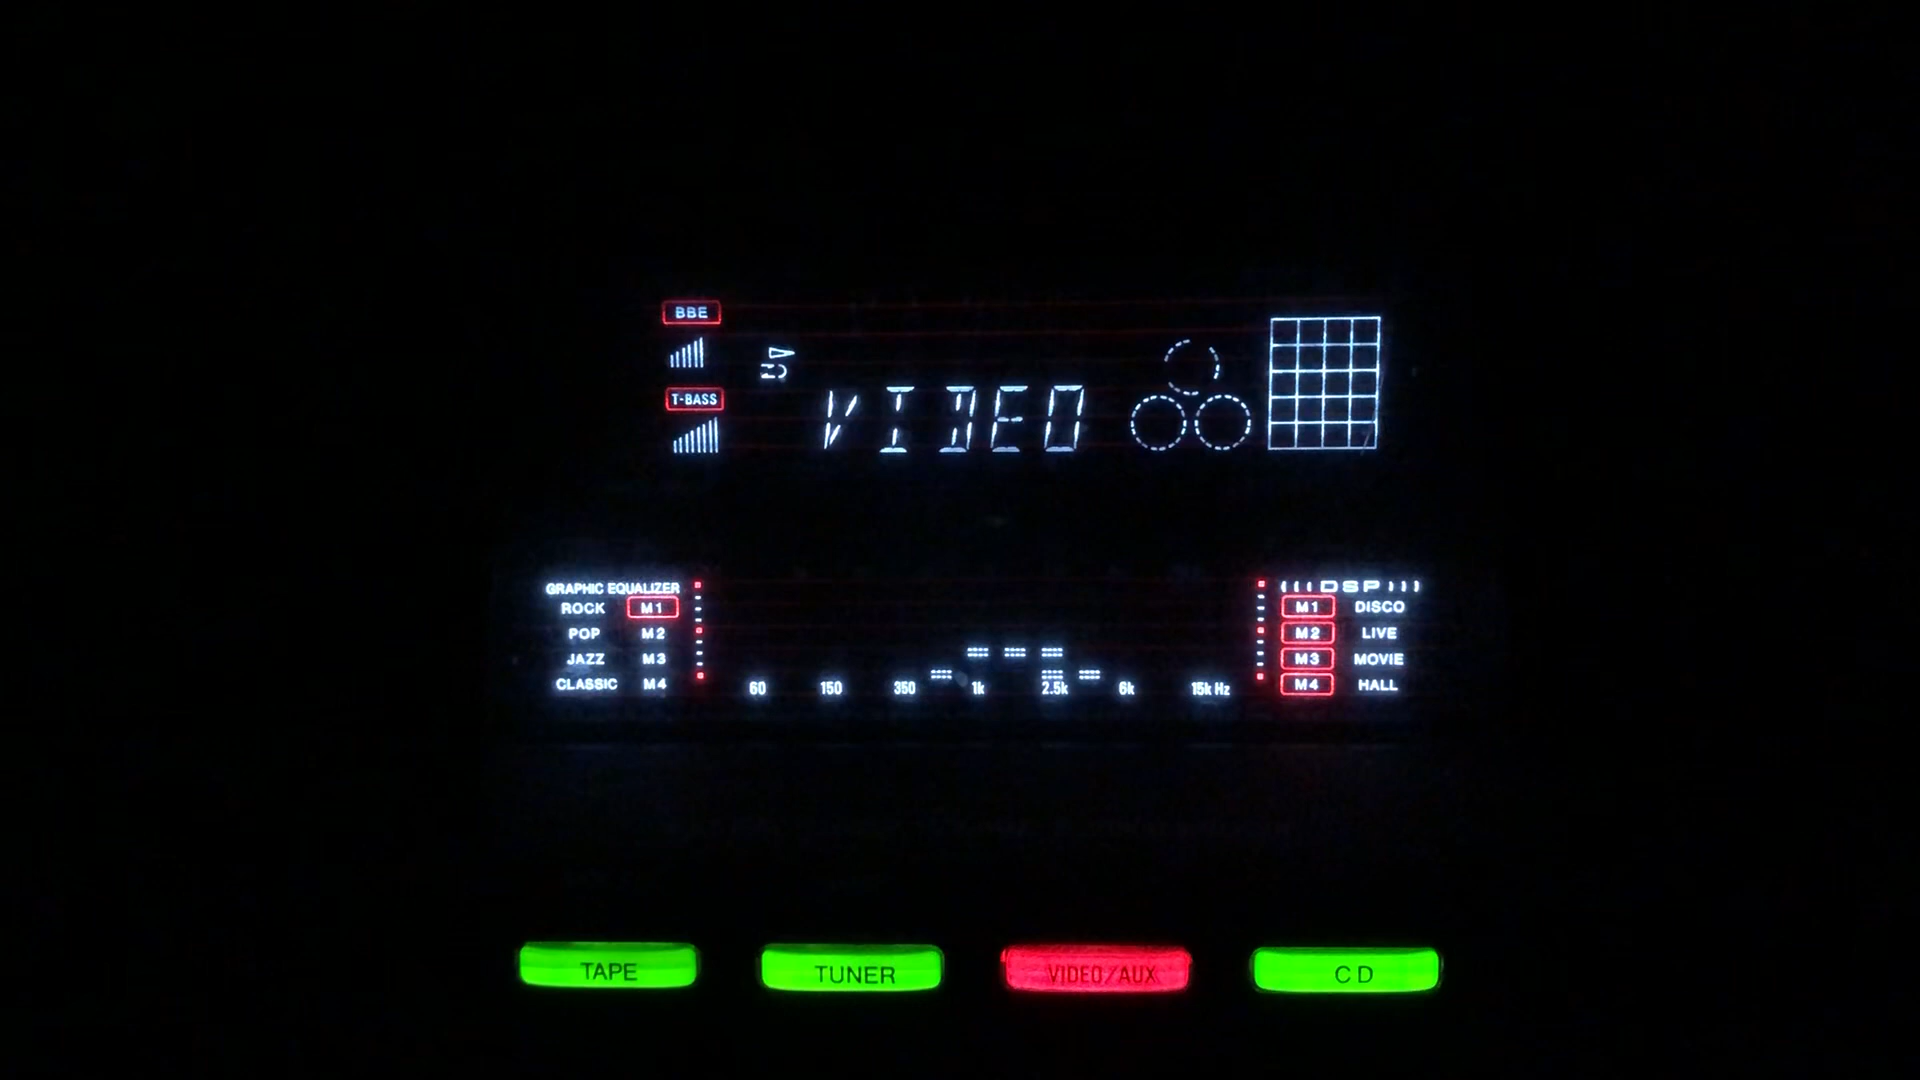 BBE
T-BASS
VIDEO
GRAPHIC EQUALIZER
ROCK M1
POP M2
JAZZ M3
CLASSIC M4
60 150 350 1k 2.5k 6k 15k Hz
DSP
M1 DISCO
M2 LIVE
M3 MOVIE
M4 HALL
TAPE TUNER VIDEO/AUX CD